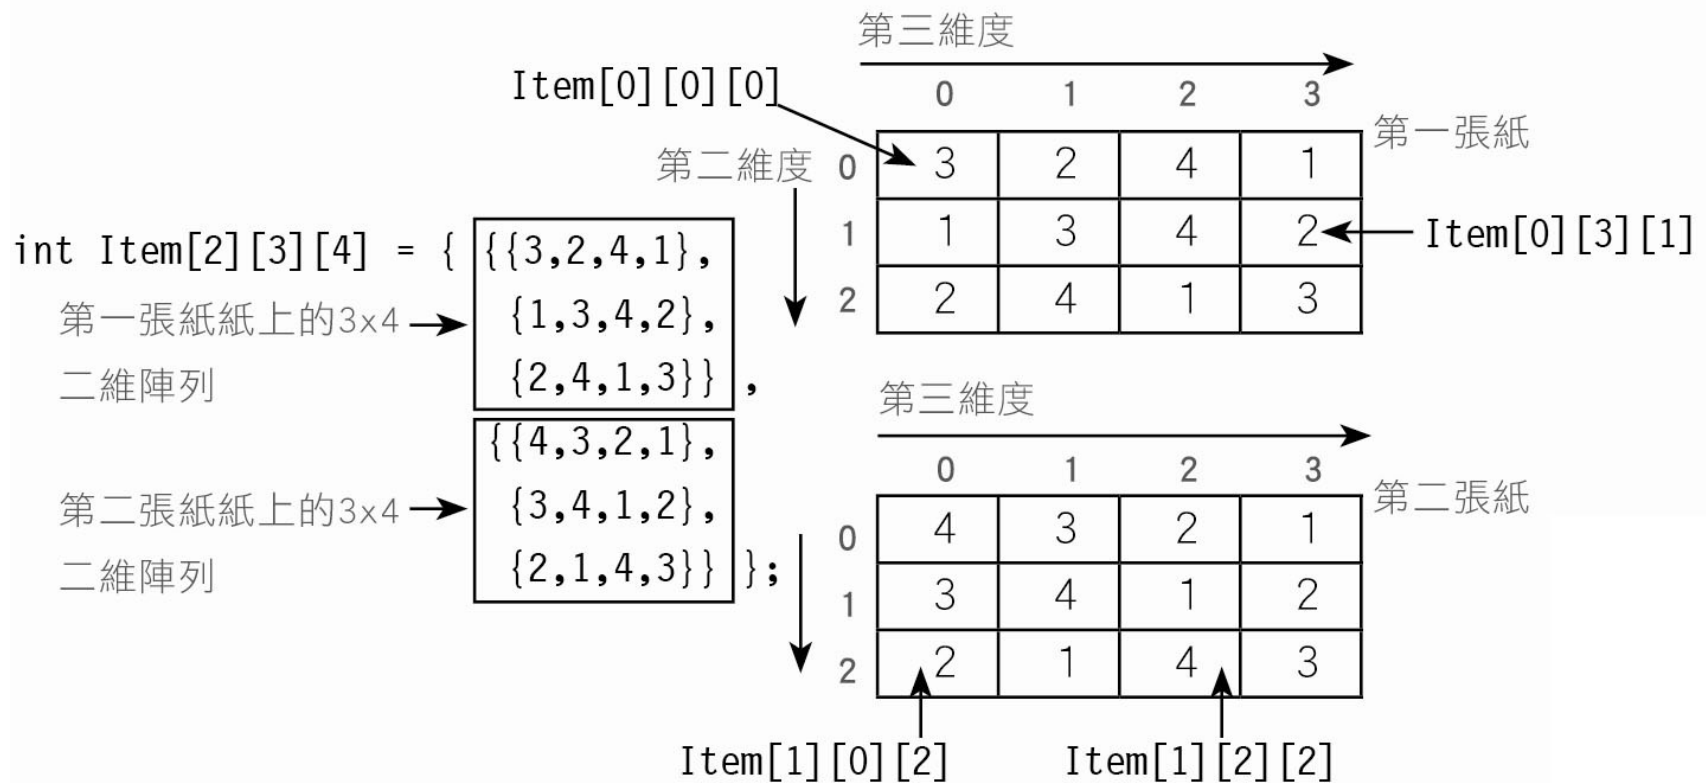 第三維度
Item[0][0][0]
0 1 2 3
第一張紙
第二維度
0 3 2 4 1
1 1 3 4 2
Item[0][3][1]
2 2 4 1 3
int Item[2][3][4] = { {{3,2,4,1},
{1,3,4,2},
{2,4,1,3}} ,
第一張紙紙上的3x4
二維陣列
{{4,3,2,1},
{3,4,1,2},
{2,1,4,3}} };
第二張紙紙上的3x4
二維陣列
第三維度
0 1 2 3
第二張紙
0 4 3 2 1
1 3 4 1 2
2 2 1 4 3
Item[1][0][2]
Item[1][2][2]